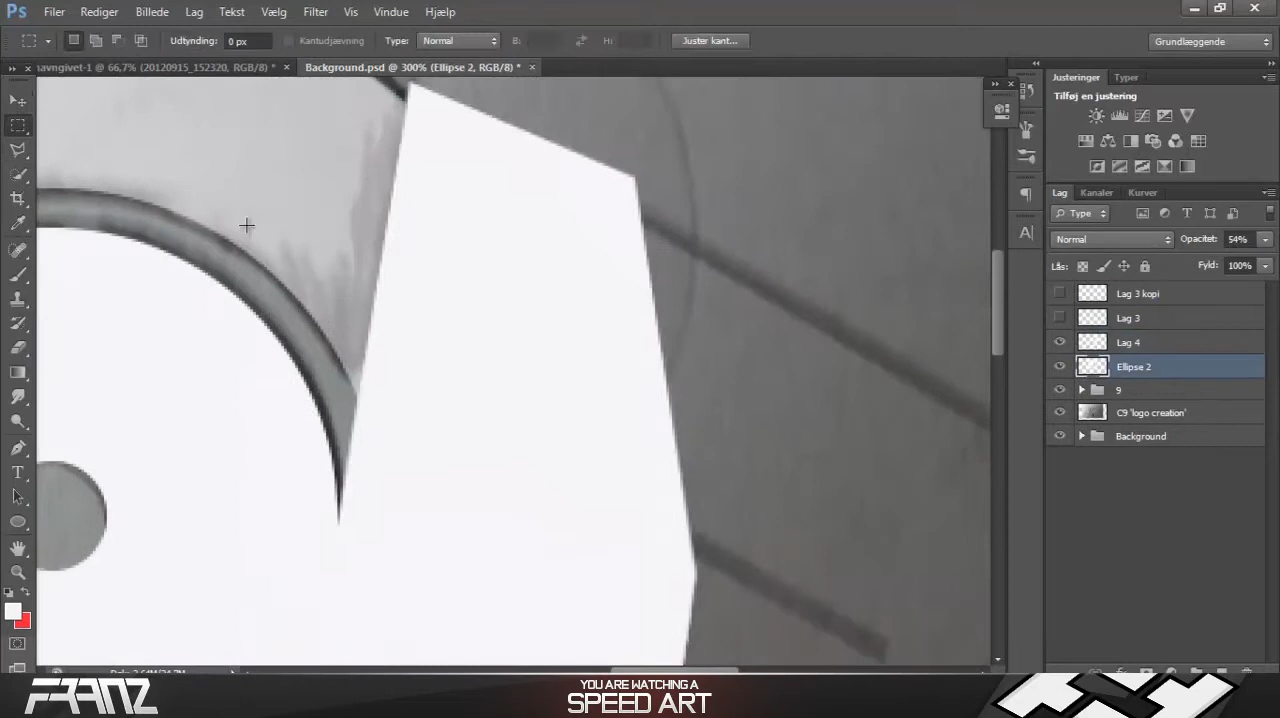 Ps Filer Rediger Billede Lag Tekst Vælg Filter Vis Vindue Hjælp
Udtynding: 0 px Kantudjævning Type: Normal B: H: Juster kant... Grundlæggende
avngivet-1 @ 66,7% (20120915_152320, RGB/8) * × Background.psd @ 300% (Ellipse 2, RGB/8) * ×
Justeringer Typer
Tilføj en justering
Lag Kanaler Kurver
Type
Normal Opacitet: 54%
Lås: Fyld: 100%
Lag 3 kopi
Lag 3
Lag 4
Ellipse 2
9
C9 'logo creation'
Background
FRANZ
YOU ARE WATCHING A
SPEED ART